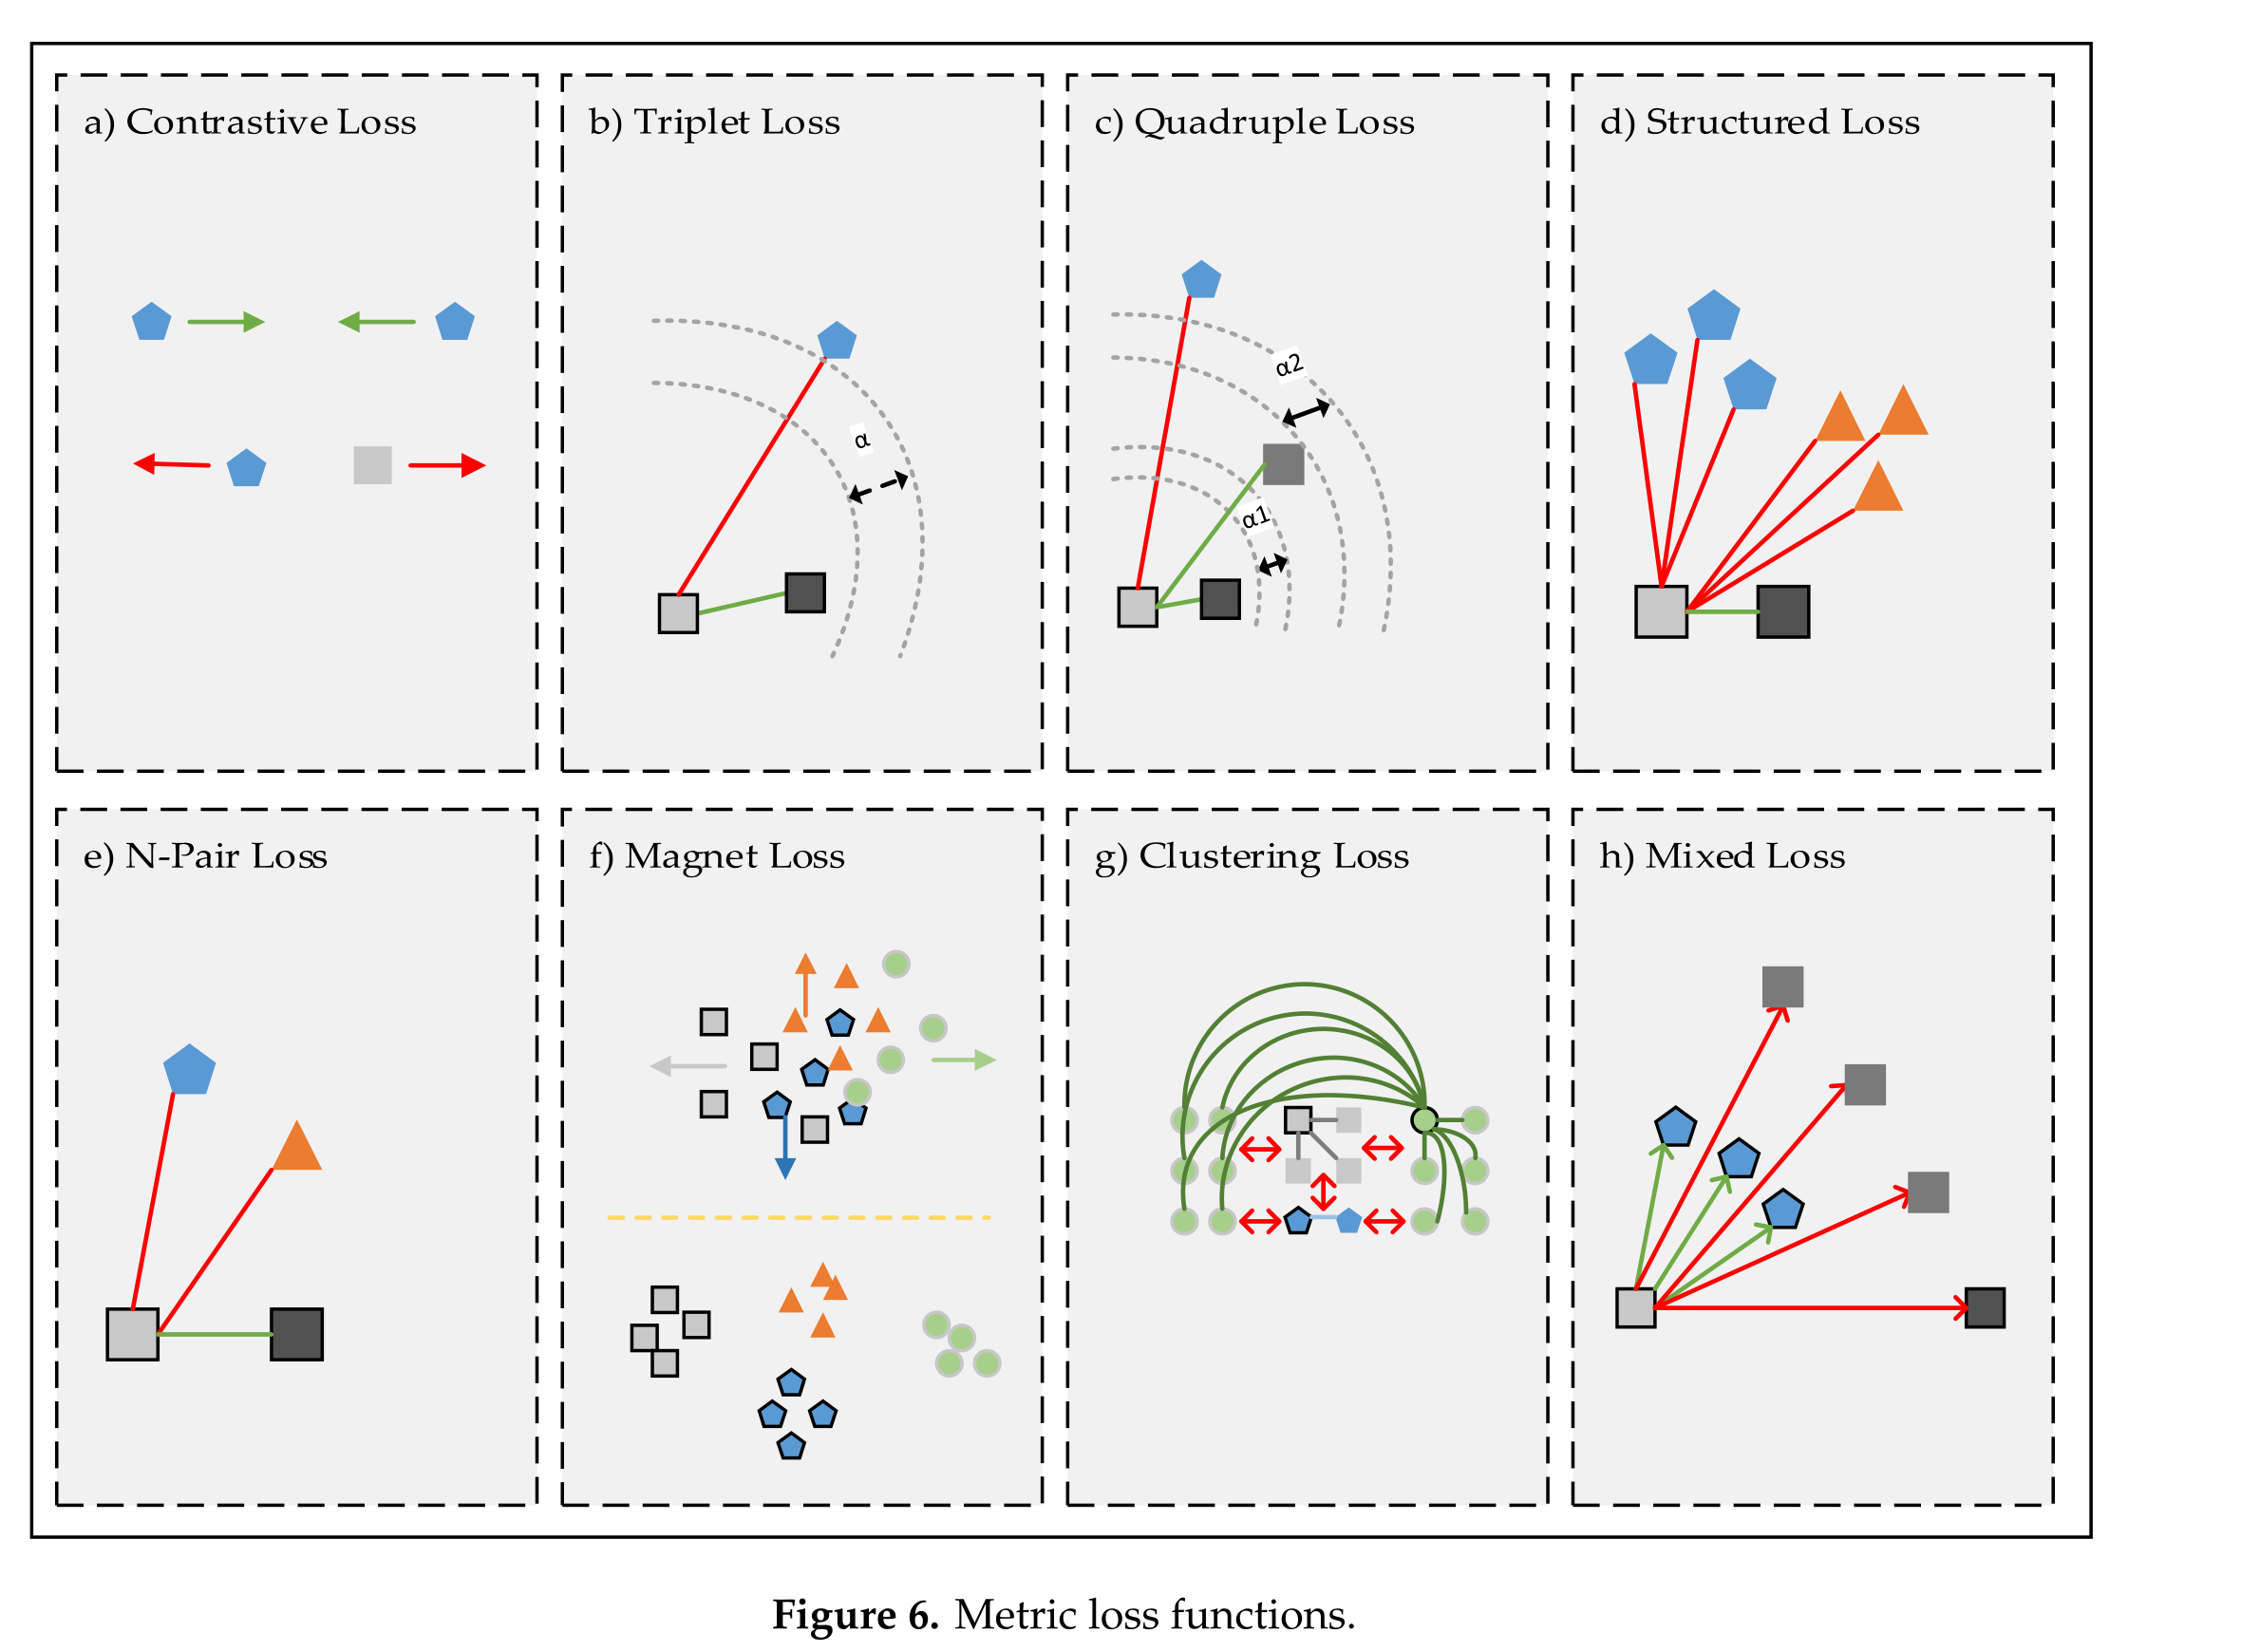 a) Contrastive Loss
b) Triplet Loss
c) Quadruple Loss
d) Structured Loss
α
α2
α1
e) N-Pair Loss
f) Magnet Loss
g) Clustering Loss
h) Mixed Loss
Figure 6. Metric loss functions.